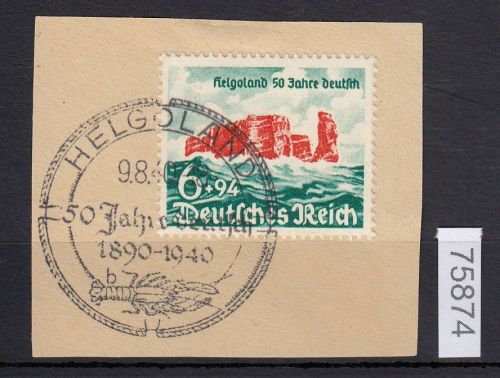 Helgoland 50 Jahre deutsch
6+94
Deutsches Reich
HELGOLAND
9.8.40
50 Jahre deutsch
1890-1940
b
75874